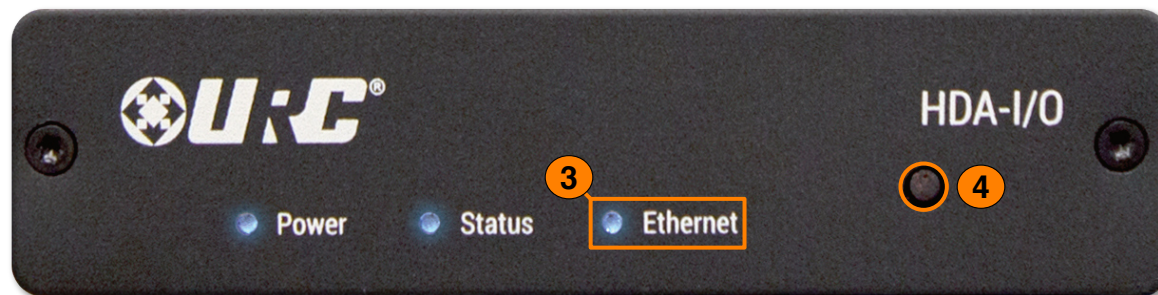 URC®
HDA-I/O
3
4
Power
Status
Ethernet